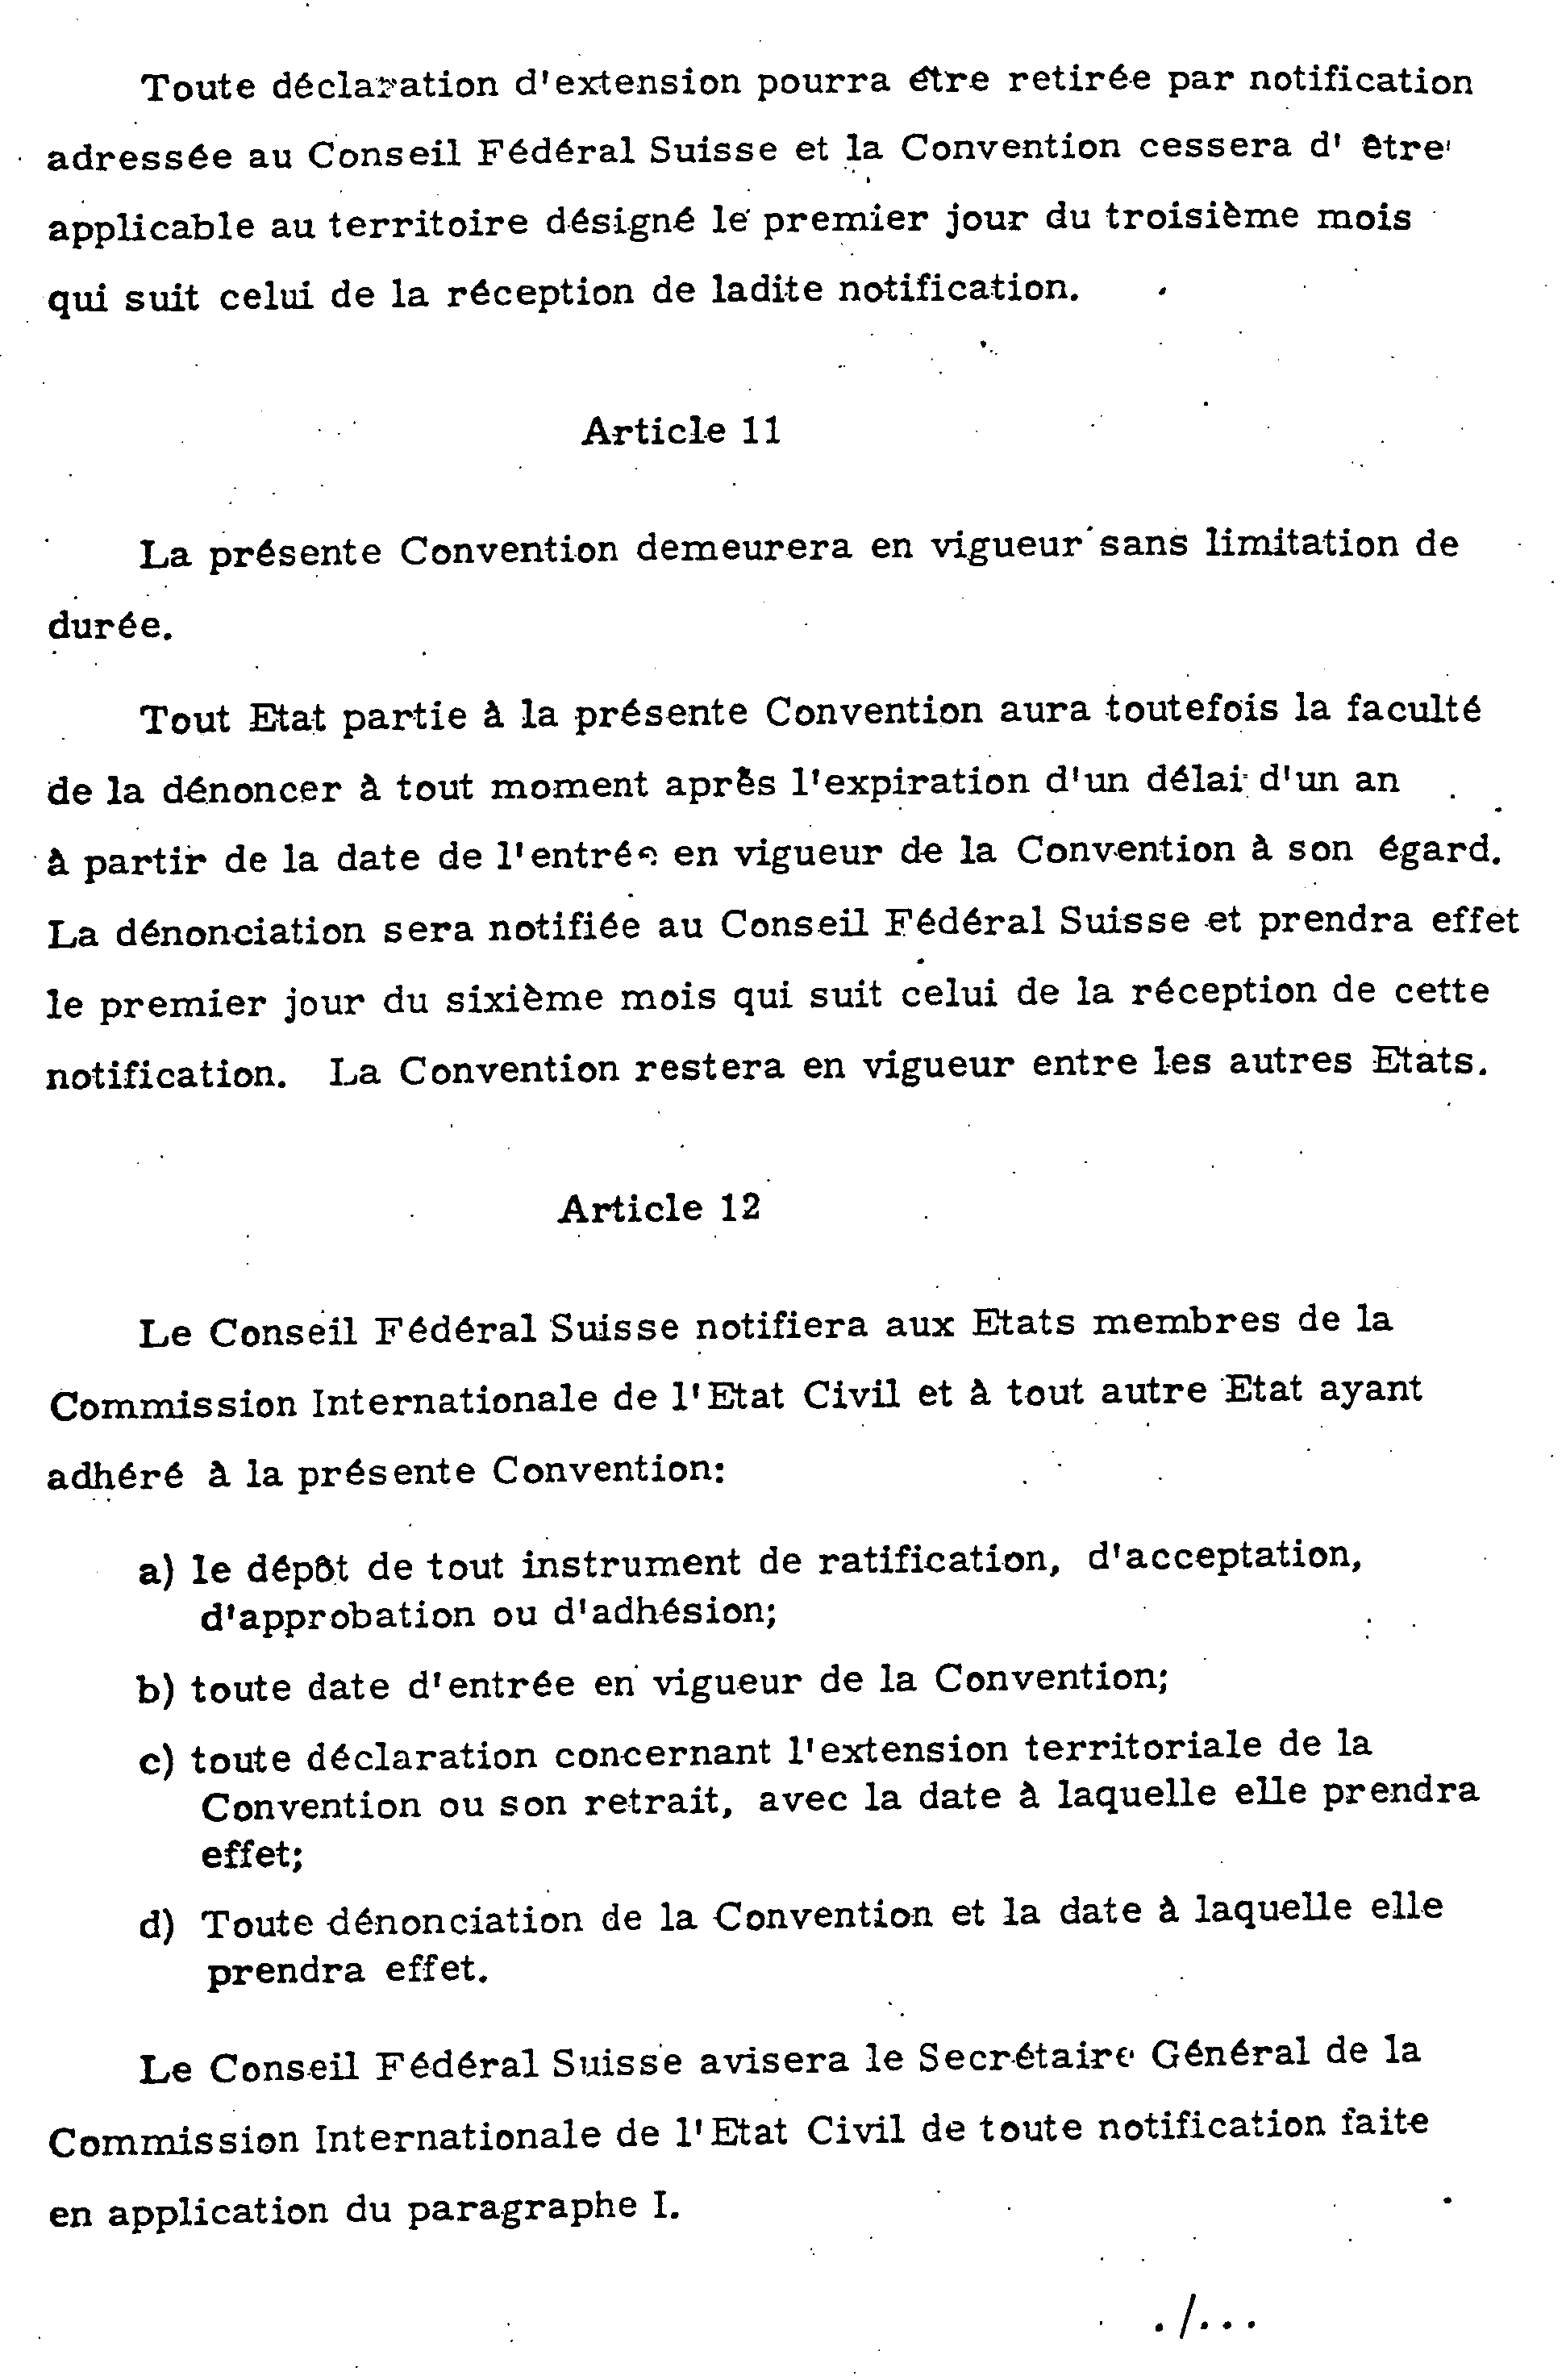 Toute déclaration d'extension pourra être retirée par notification
adressée au Conseil Fédéral Suisse et la Convention cessera d' être
applicable au territoire désigné le premier jour du troisième mois
qui suit celui de la réception de ladite notification.
Article 11
La présente Convention demeurera en vigueur sans limitation de
durée.
Tout Etat partie à la présente Convention aura toutefois la faculté
de la dénoncer à tout moment après l'expiration d'un délai d'un an
à partir de la date de l'entrée en vigueur de la Convention à son égard.
La dénonciation sera notifiée au Conseil Fédéral Suisse et prendra effet
le premier jour du sixième mois qui suit celui de la réception de cette
notification. La Convention restera en vigueur entre les autres Etats.
Article 12
Le Conseil Fédéral Suisse notifiera aux Etats membres de la
Commission Internationale de l'Etat Civil et à tout autre Etat ayant
adhéré à la présente Convention:
a) le dépôt de tout instrument de ratification, d'acceptation,
d'approbation ou d'adhésion;
b) toute date d'entrée en vigueur de la Convention;
c) toute déclaration concernant l'extension territoriale de la
Convention ou son retrait, avec la date à laquelle elle prendra
effet;
d) Toute dénonciation de la Convention et la date à laquelle elle
prendra effet.
Le Conseil Fédéral Suisse avisera le Secrétaire Général de la
Commission Internationale de l'Etat Civil de toute notification faite
en application du paragraphe I.
./...